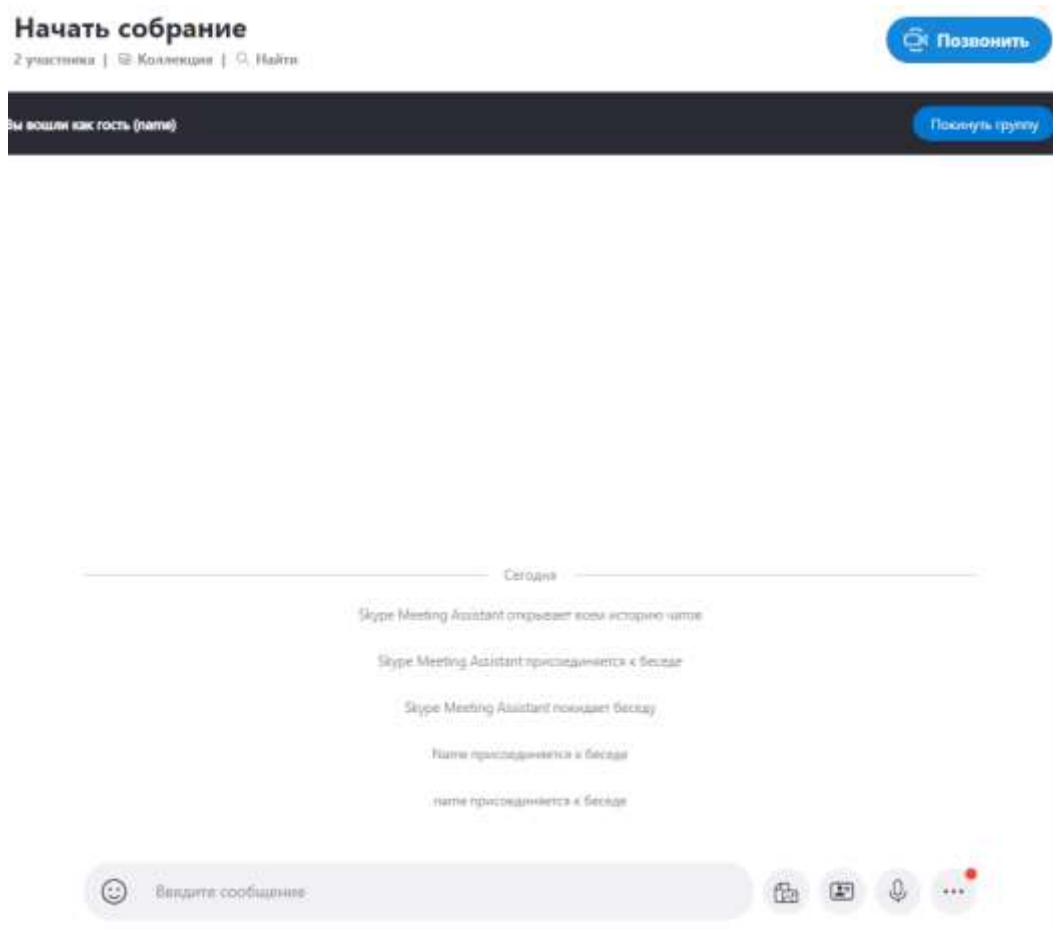 Начать собрание
2 участника | Коллекция | Найти
Позвонить
Вы вошли как гость (name)
Покинуть группу
Сегодня
Skype Meeting Assistant открывает всем историю чатов
Skype Meeting Assistant присоединяется к беседе
Skype Meeting Assistant покидает беседу
Name присоединяется к беседе
name присоединяется к беседе
Введите сообщение